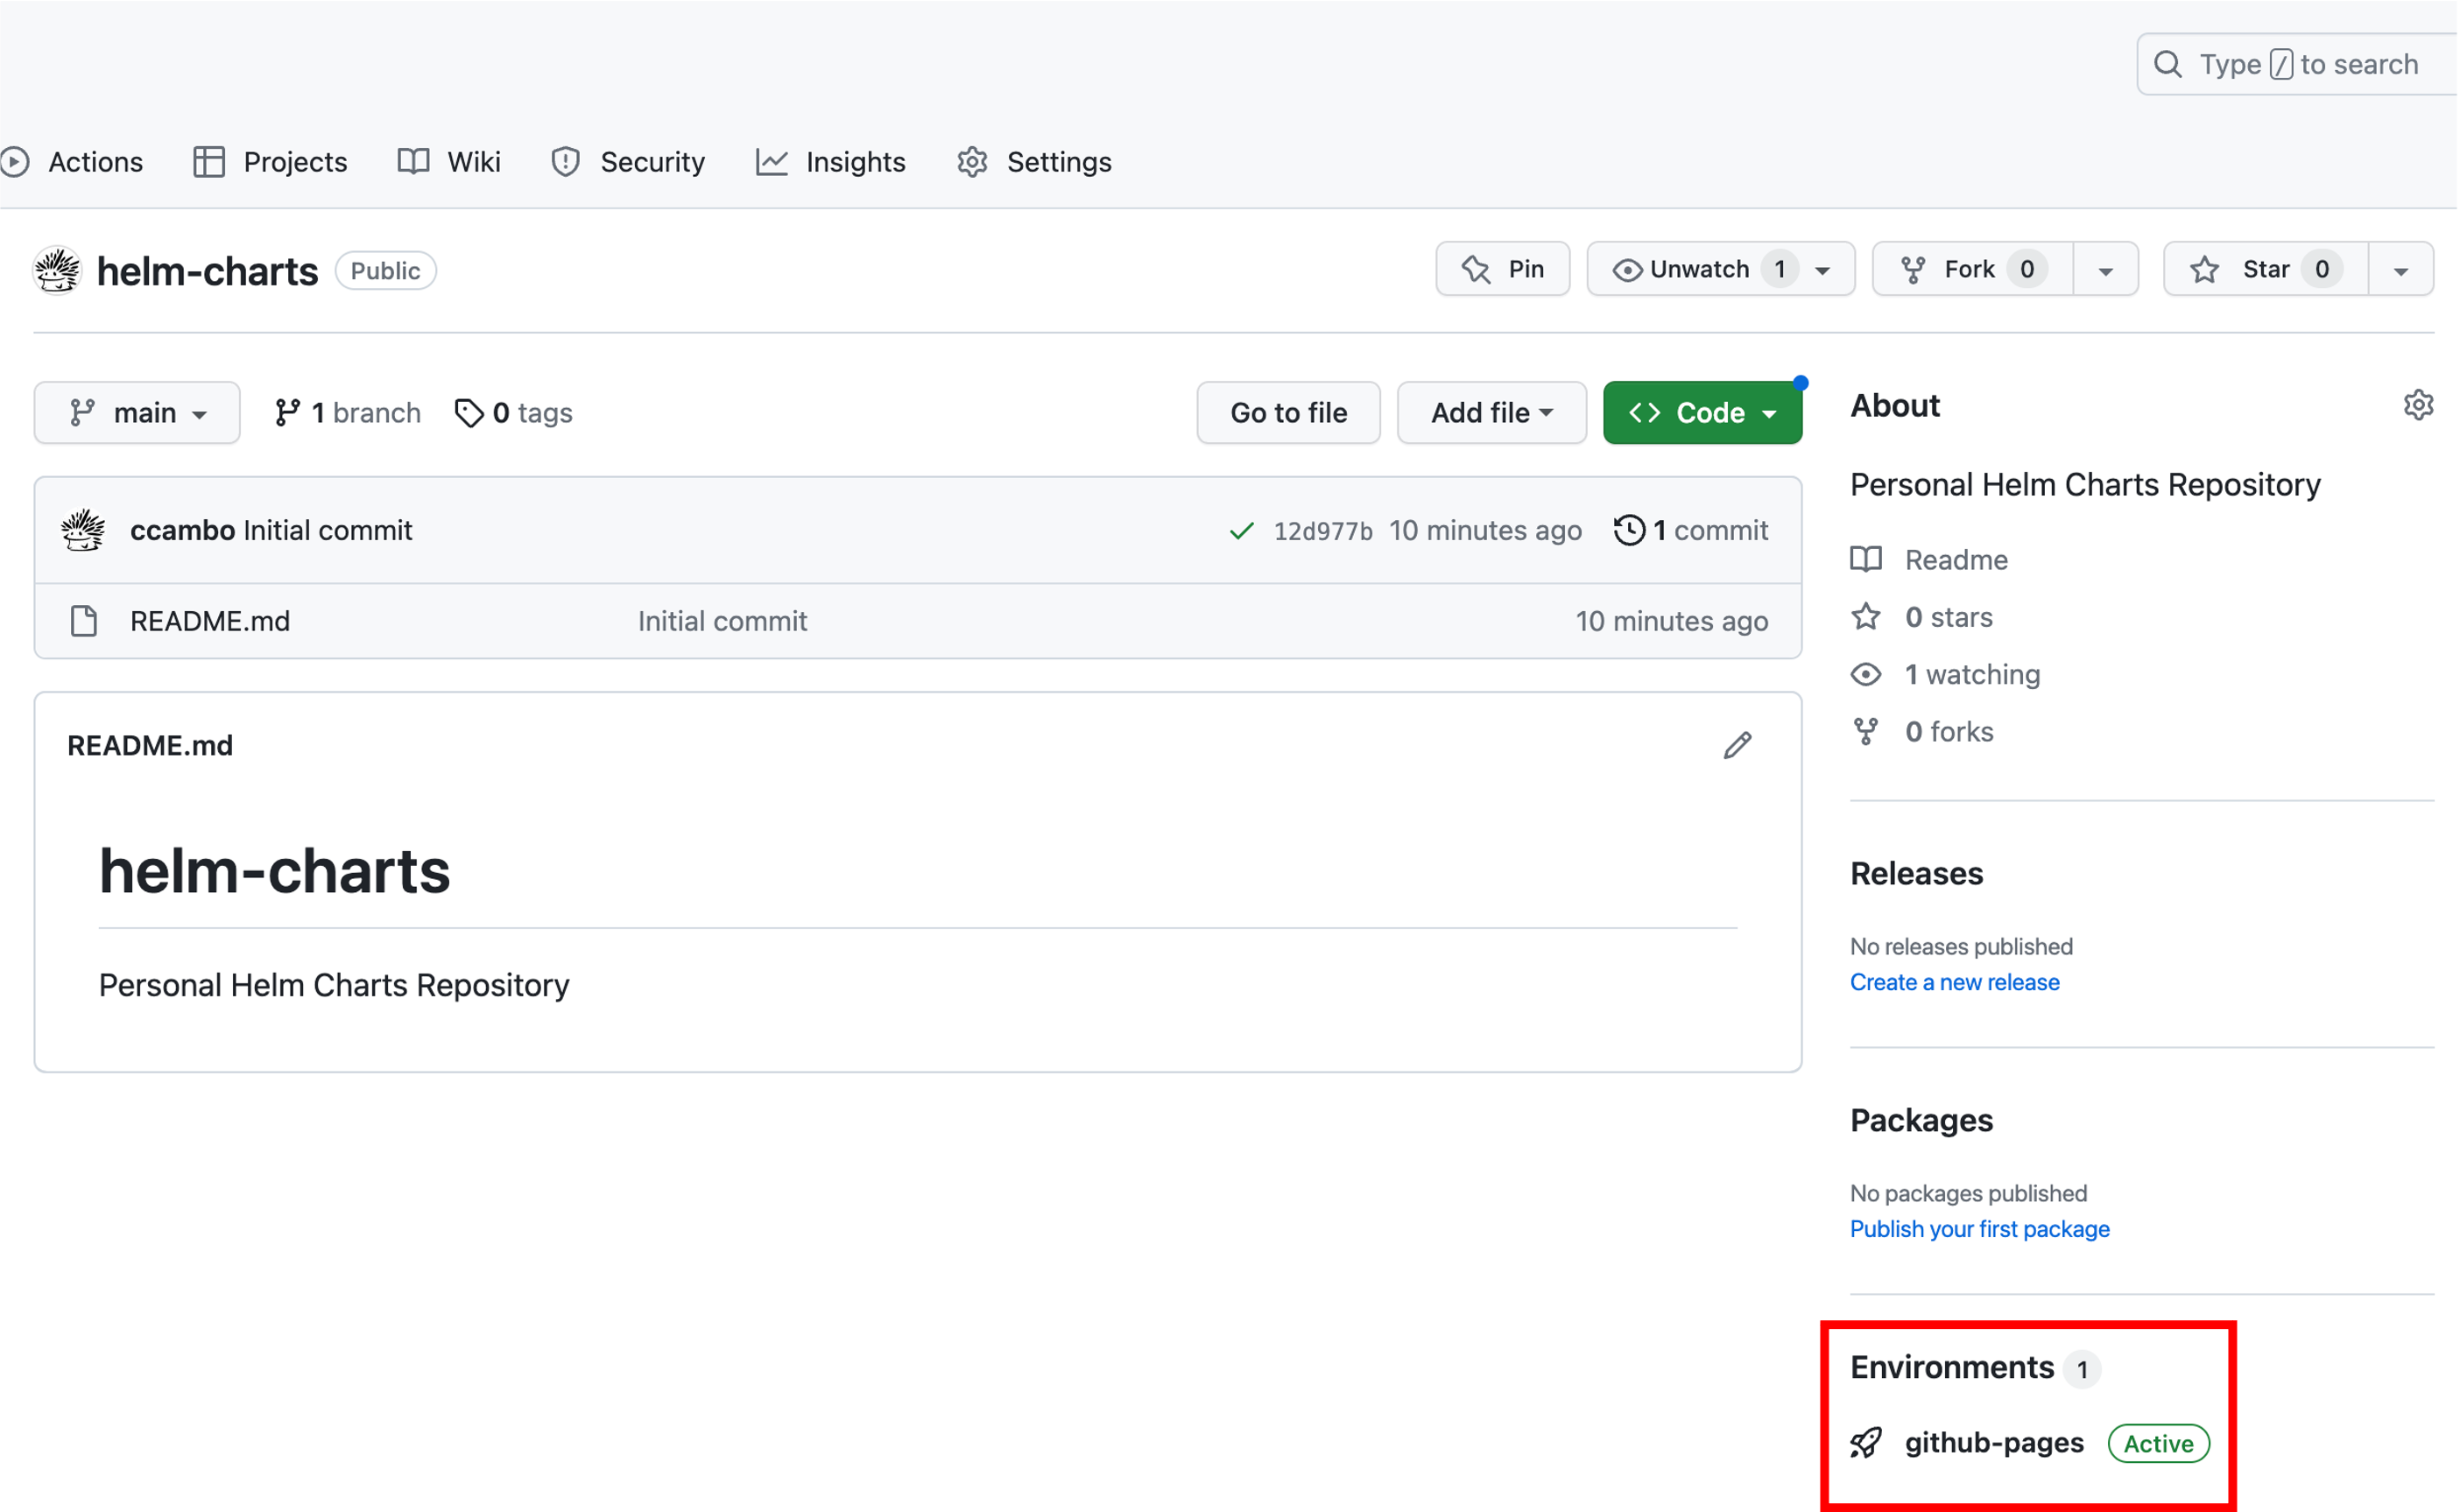 Type / to search
Actions Projects Wiki Security Insights Settings
helm-charts Public Pin Unwatch 1 Fork 0 Star 0
main 1 branch 0 tags Go to file Add file Code
ccambo Initial commit 12d977b 10 minutes ago 1 commit
README.md Initial commit 10 minutes ago
README.md
helm-charts
Personal Helm Charts Repository
About
Personal Helm Charts Repository
Readme
0 stars
1 watching
0 forks
Releases
No releases published
Create a new release
Packages
No packages published
Publish your first package
Environments 1
github-pages Active